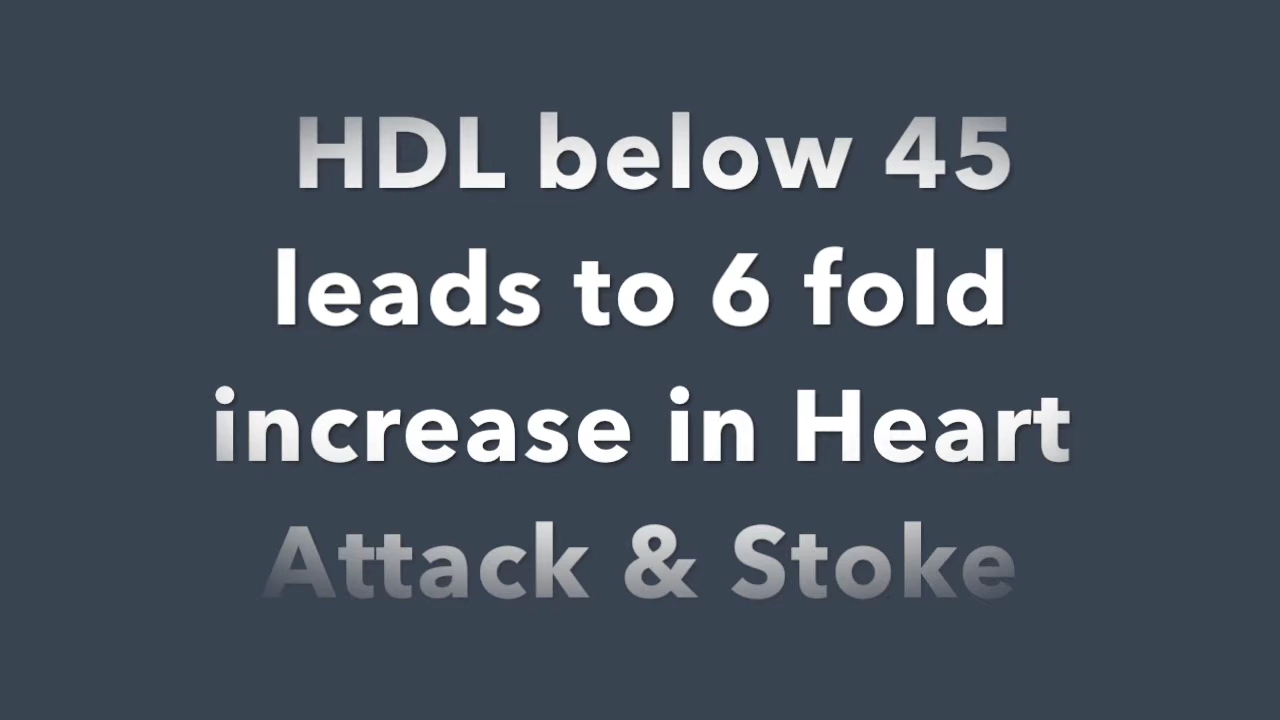 HDL below 45
leads to 6 fold
increase in Heart
Attack & Stoke